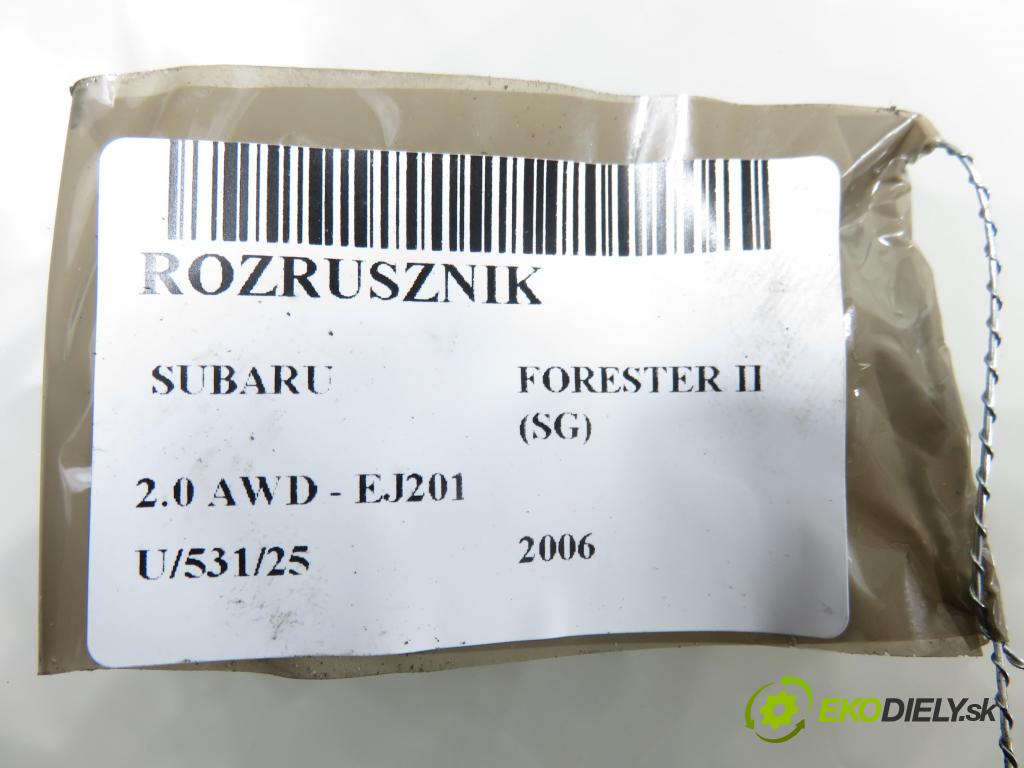 ROZRUSZNIK
SUBARU FORESTER II
(SG)
2.0 AWD - EJ201
U/531/25 2006
EKODIELY.sk